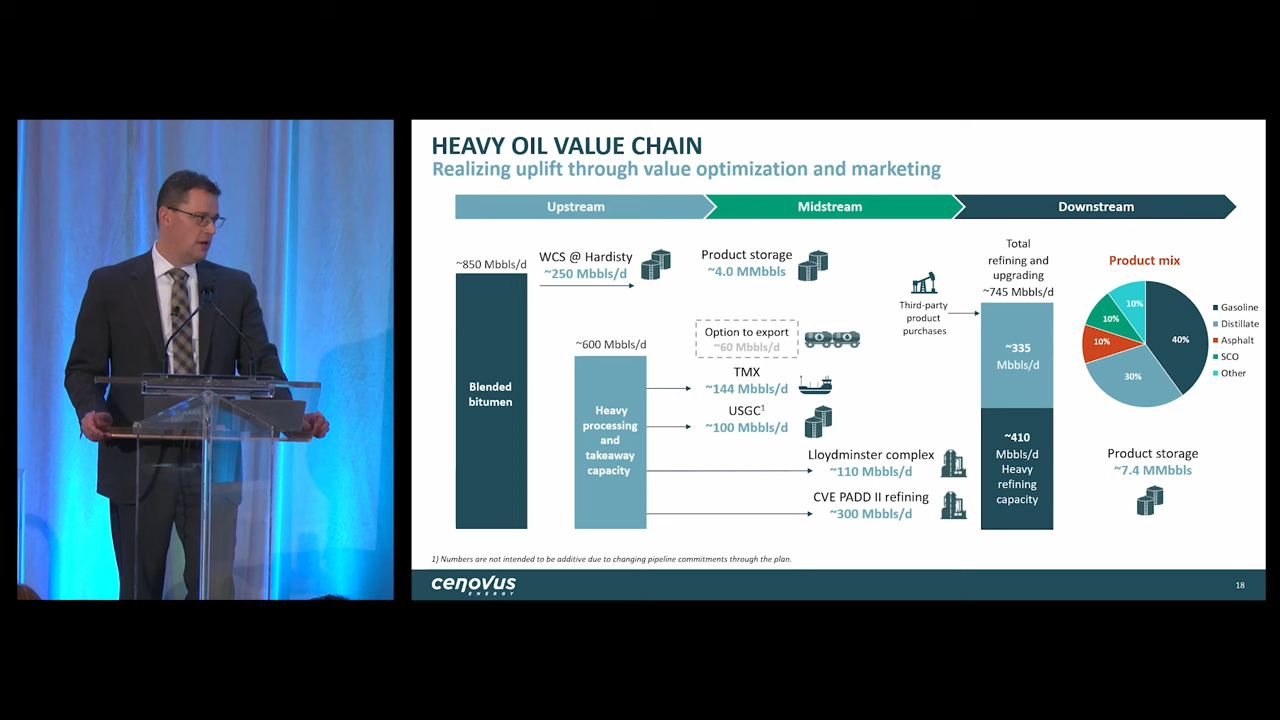 HEAVY OIL VALUE CHAIN
Realizing uplift through value optimization and marketing
Upstream
Midstream
Downstream
~850 Mbbls/d
Blended
bitumen
WCS @ Hardisty
~250 Mbbls/d
~600 Mbbls/d
Heavy
processing
and
takeaway
capacity
Product storage
~4.0 MMbbls
Option to export
~60 Mbbls/d
TMX
~144 Mbbls/d
USGC1
~100 Mbbls/d
Lloydminster complex
~110 Mbbls/d
CVE PADD II refining
~300 Mbbls/d
Third-party
product
purchases
Total
refining and
upgrading
~745 Mbbls/d
~335
Mbbls/d
~410
Mbbls/d
Heavy
refining
capacity
Product mix
10%
10%
10%
40%
30%
Gasoline
Distillate
Asphalt
SCO
Other
Product storage
~7.4 MMbbls
1) Numbers are not intended to be additive due to changing pipeline commitments through the plan.
cenovus
ENERGY
18